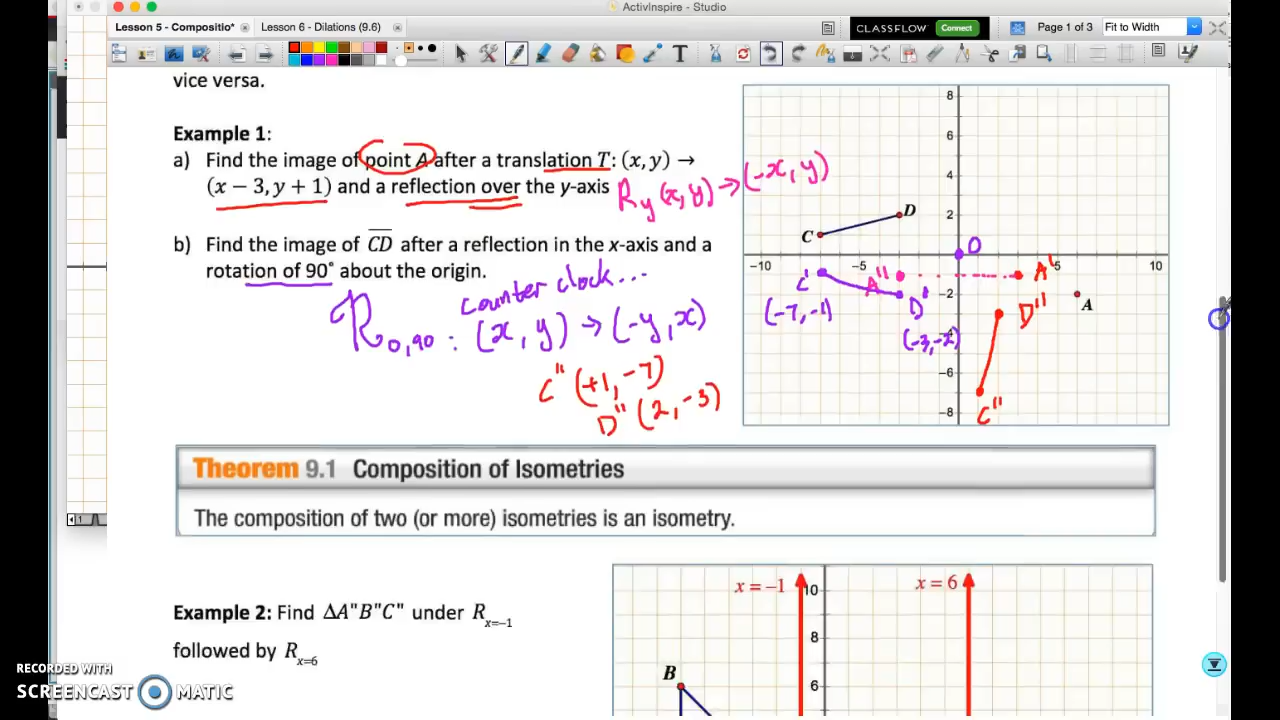 ActivInspire - Studio
Lesson 5 - Compositio*
Lesson 6 - Dilations (9.6)
CLASSFLOW Connect
Page 1 of 3
Fit to Width
vice versa.
Example 1:
a) Find the image of point A after a translation T: (x, y) →
(x − 3, y + 1) and a reflection over the y-axis
Ry (x, y) → (-x, y)
b) Find the image of C̅D̅ after a reflection in the x-axis and a
rotation of 90° about the origin.
counter clock...
R0,90 : (x, y) → (-y, x)
C" (+1, -7)
D" (2, -3)
8
6
4
2
D
C
O
-10
-5
5
10
C'
A"
A'
-2
D'
A
(-7, -1)
D"
(-3, -2)
-4
-6
-8
C"
Theorem 9.1 Composition of Isometries
The composition of two (or more) isometries is an isometry.
Example 2: Find ΔA"B"C" under Rx=−1
followed by Rx=6
x = −1
x = 6
10
8
B
6
1
RECORDED WITH
SCREENCAST MATIC